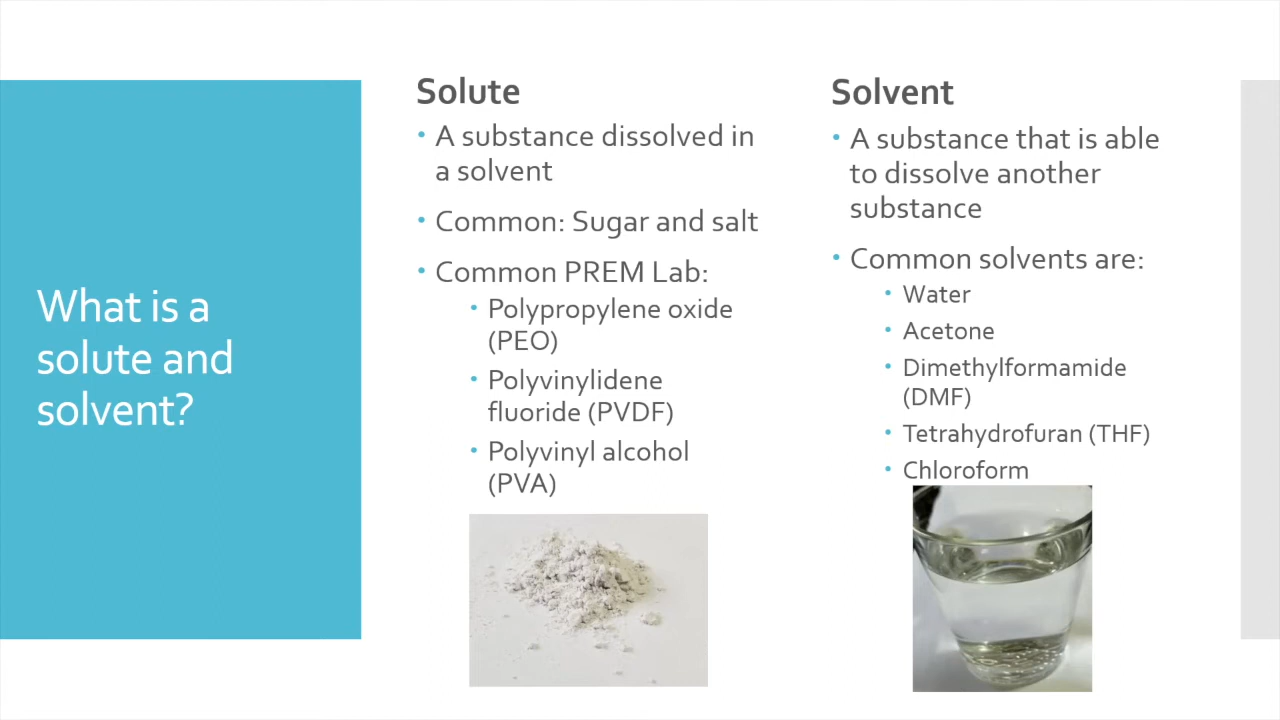 What is a
solute and
solvent?
Solute
• A substance dissolved in
a solvent
• Common: Sugar and salt
• Common PREM Lab:
• Polypropylene oxide
(PEO)
• Polyvinylidene
fluoride (PVDF)
• Polyvinyl alcohol
(PVA)
Solvent
• A substance that is able
to dissolve another
substance
• Common solvents are:
• Water
• Acetone
• Dimethylformamide
(DMF)
• Tetrahydrofuran (THF)
• Chloroform